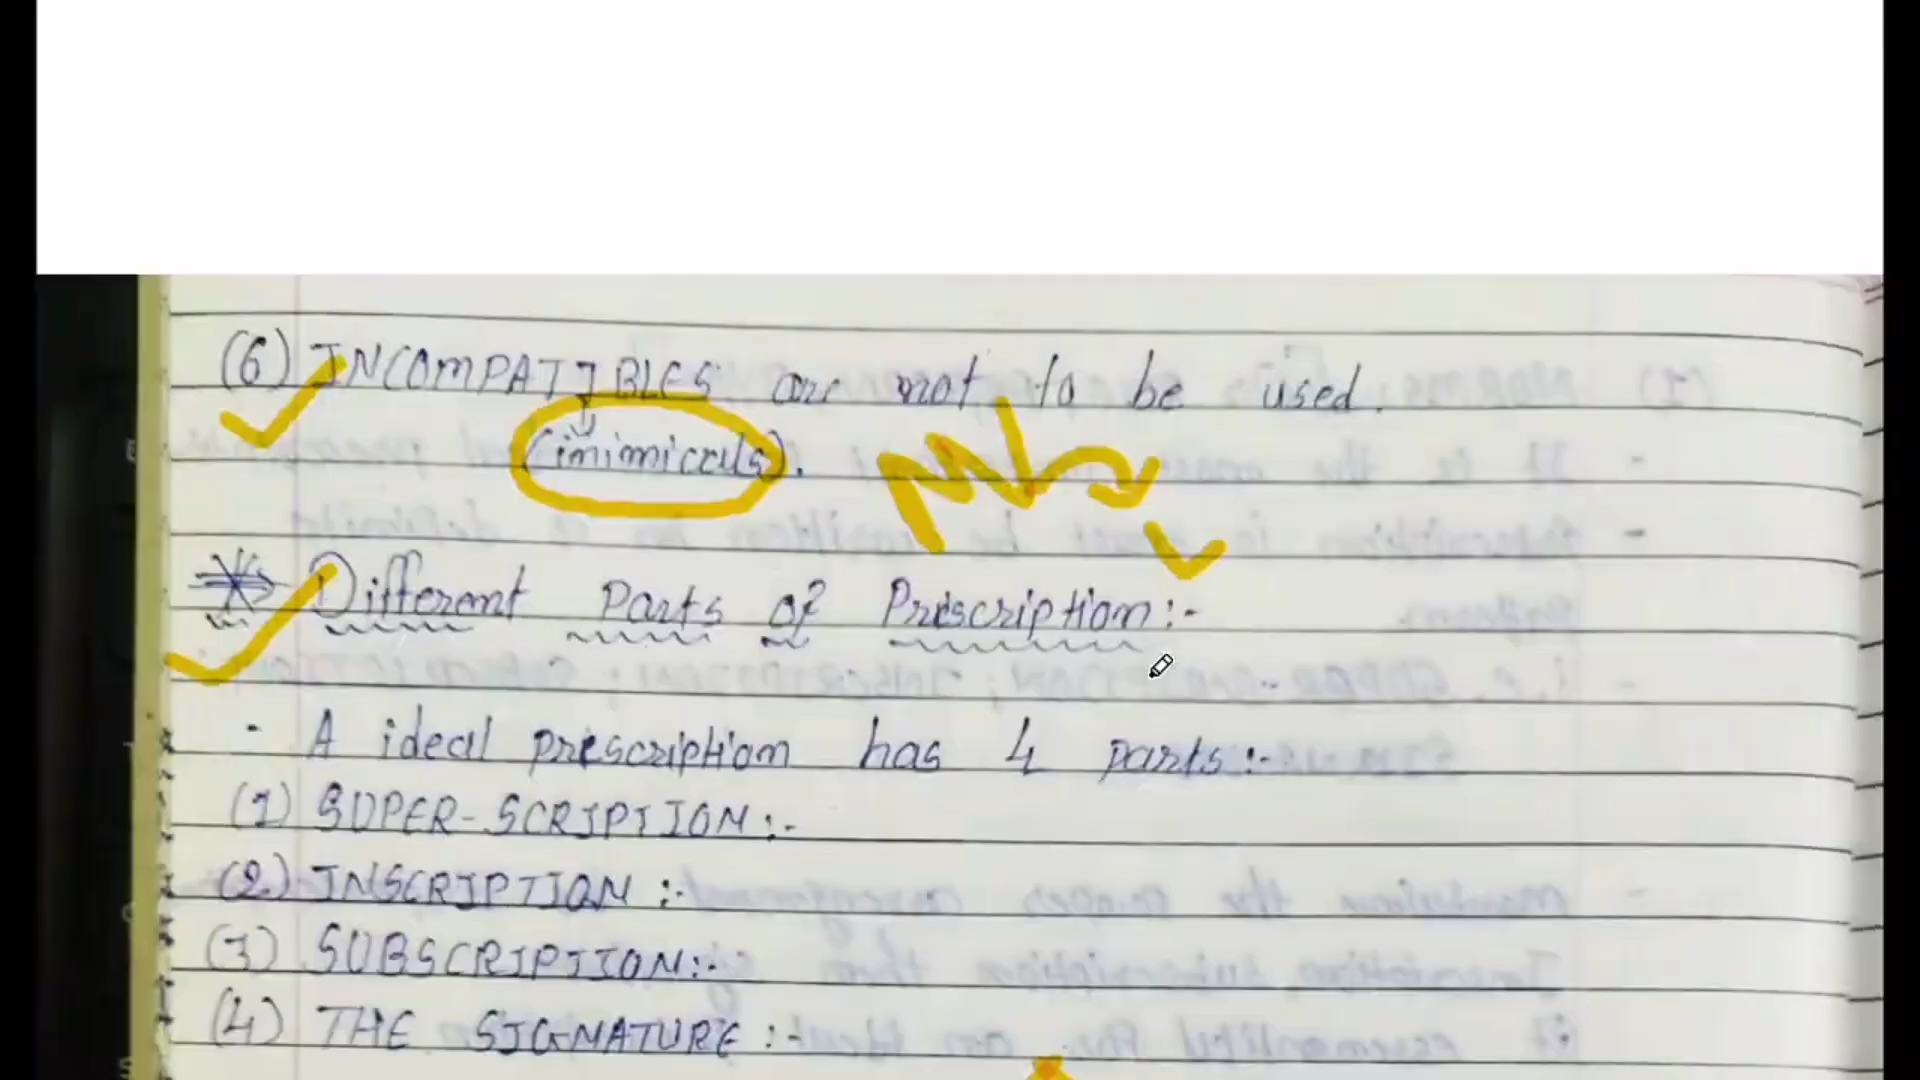 (6) INCOMPATIBLES are not to be used.
(inimicals).
Different Parts of Prescription:-
- A ideal prescription has 4 parts:-
(1) SUPER-SCRIPTION:-
(2) INSCRIPTION :-
(3) SUBSCRIPTION:-
(4) THE SIGNATURE :-